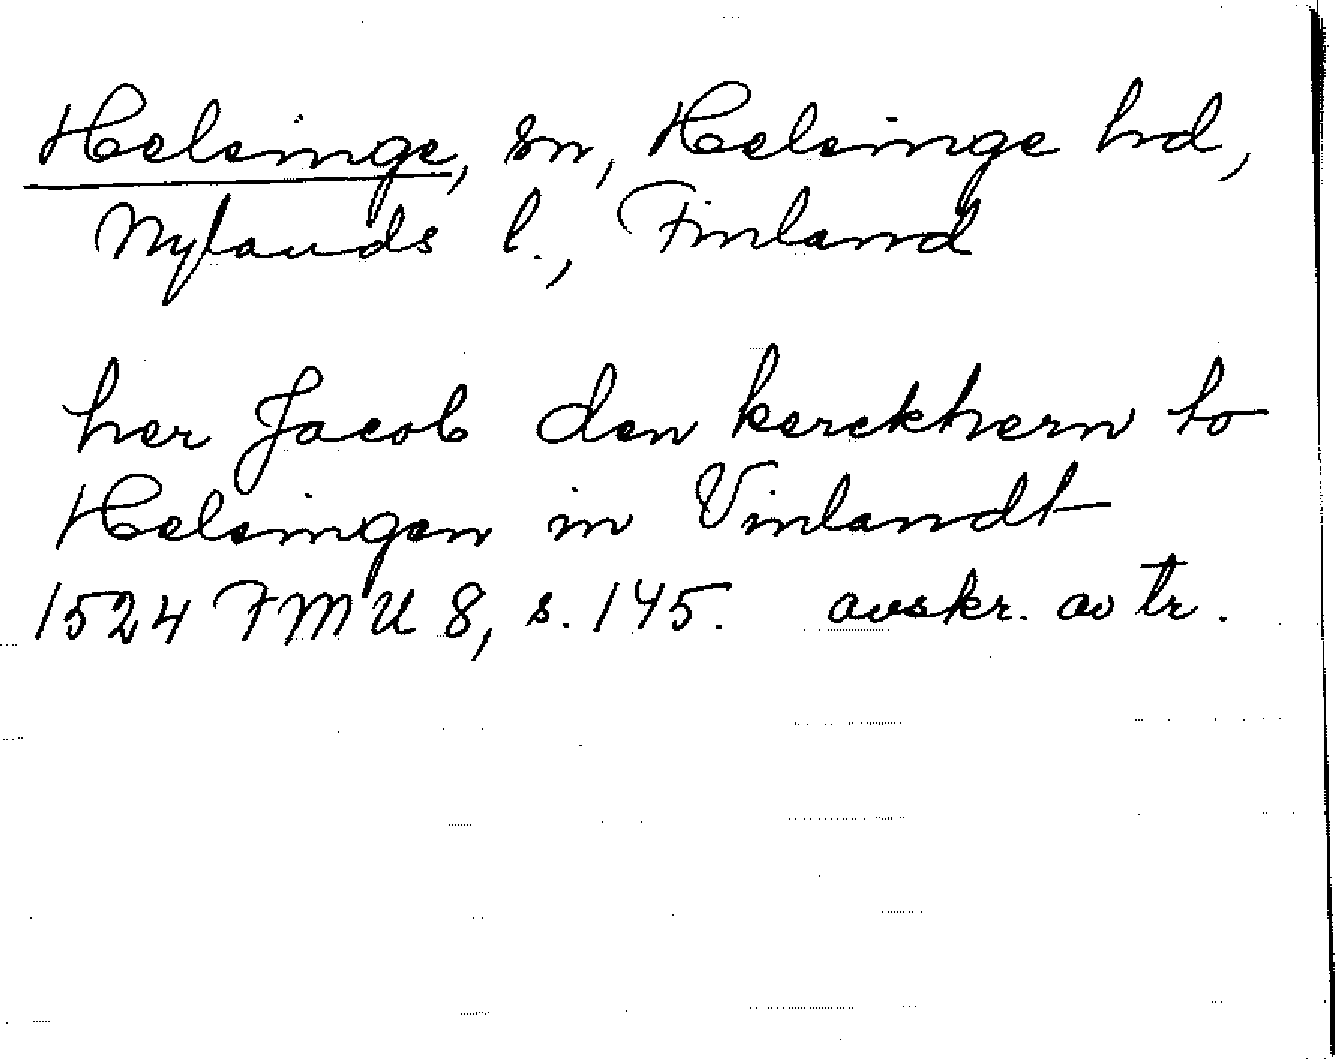 Helsinge, sn, Helsinge hd,
Nylands l., Finland
her Jacob den kerckhern to
Helsingen in Vinlandt
1524 FMU 8, s. 145. avskr. av tr.